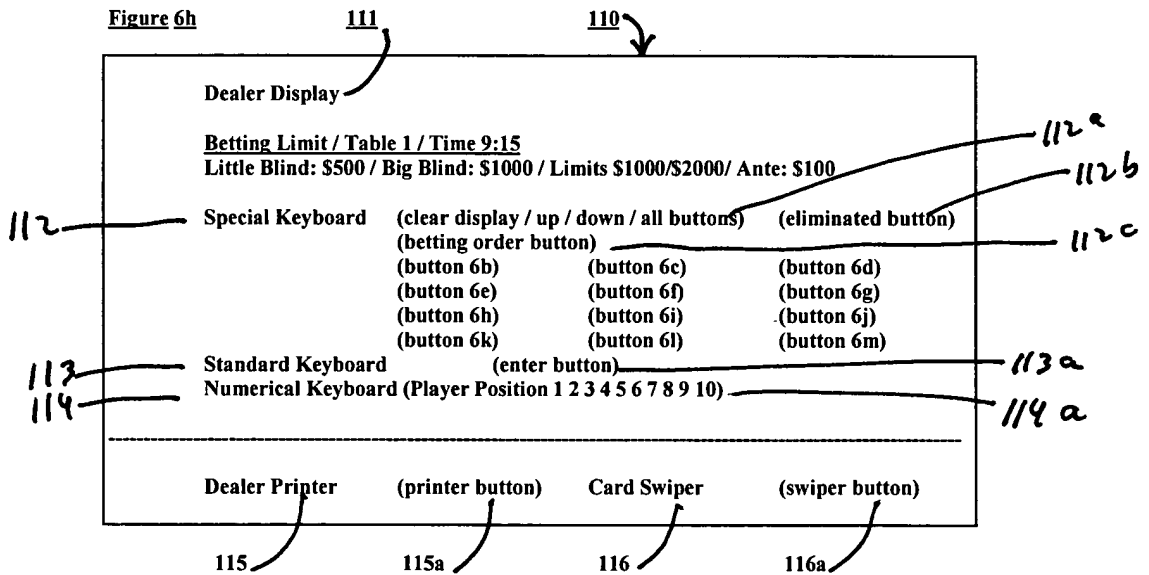 Figure 6h 111 110
Dealer Display
Betting Limit / Table 1 / Time 9:15
Little Blind: $500 / Big Blind: $1000 / Limits $1000/$2000/ Ante: $100
112a
112b
112 Special Keyboard (clear display / up / down / all buttons) (eliminated button)
(betting order button) 112c
(button 6b) (button 6c) (button 6d)
(button 6e) (button 6f) (button 6g)
(button 6h) (button 6i) (button 6j)
(button 6k) (button 6l) (button 6m)
113 Standard Keyboard (enter button) 113a
114 Numerical Keyboard (Player Position 1 2 3 4 5 6 7 8 9 10) 114a
Dealer Printer (printer button) Card Swiper (swiper button)
115 115a 116 116a